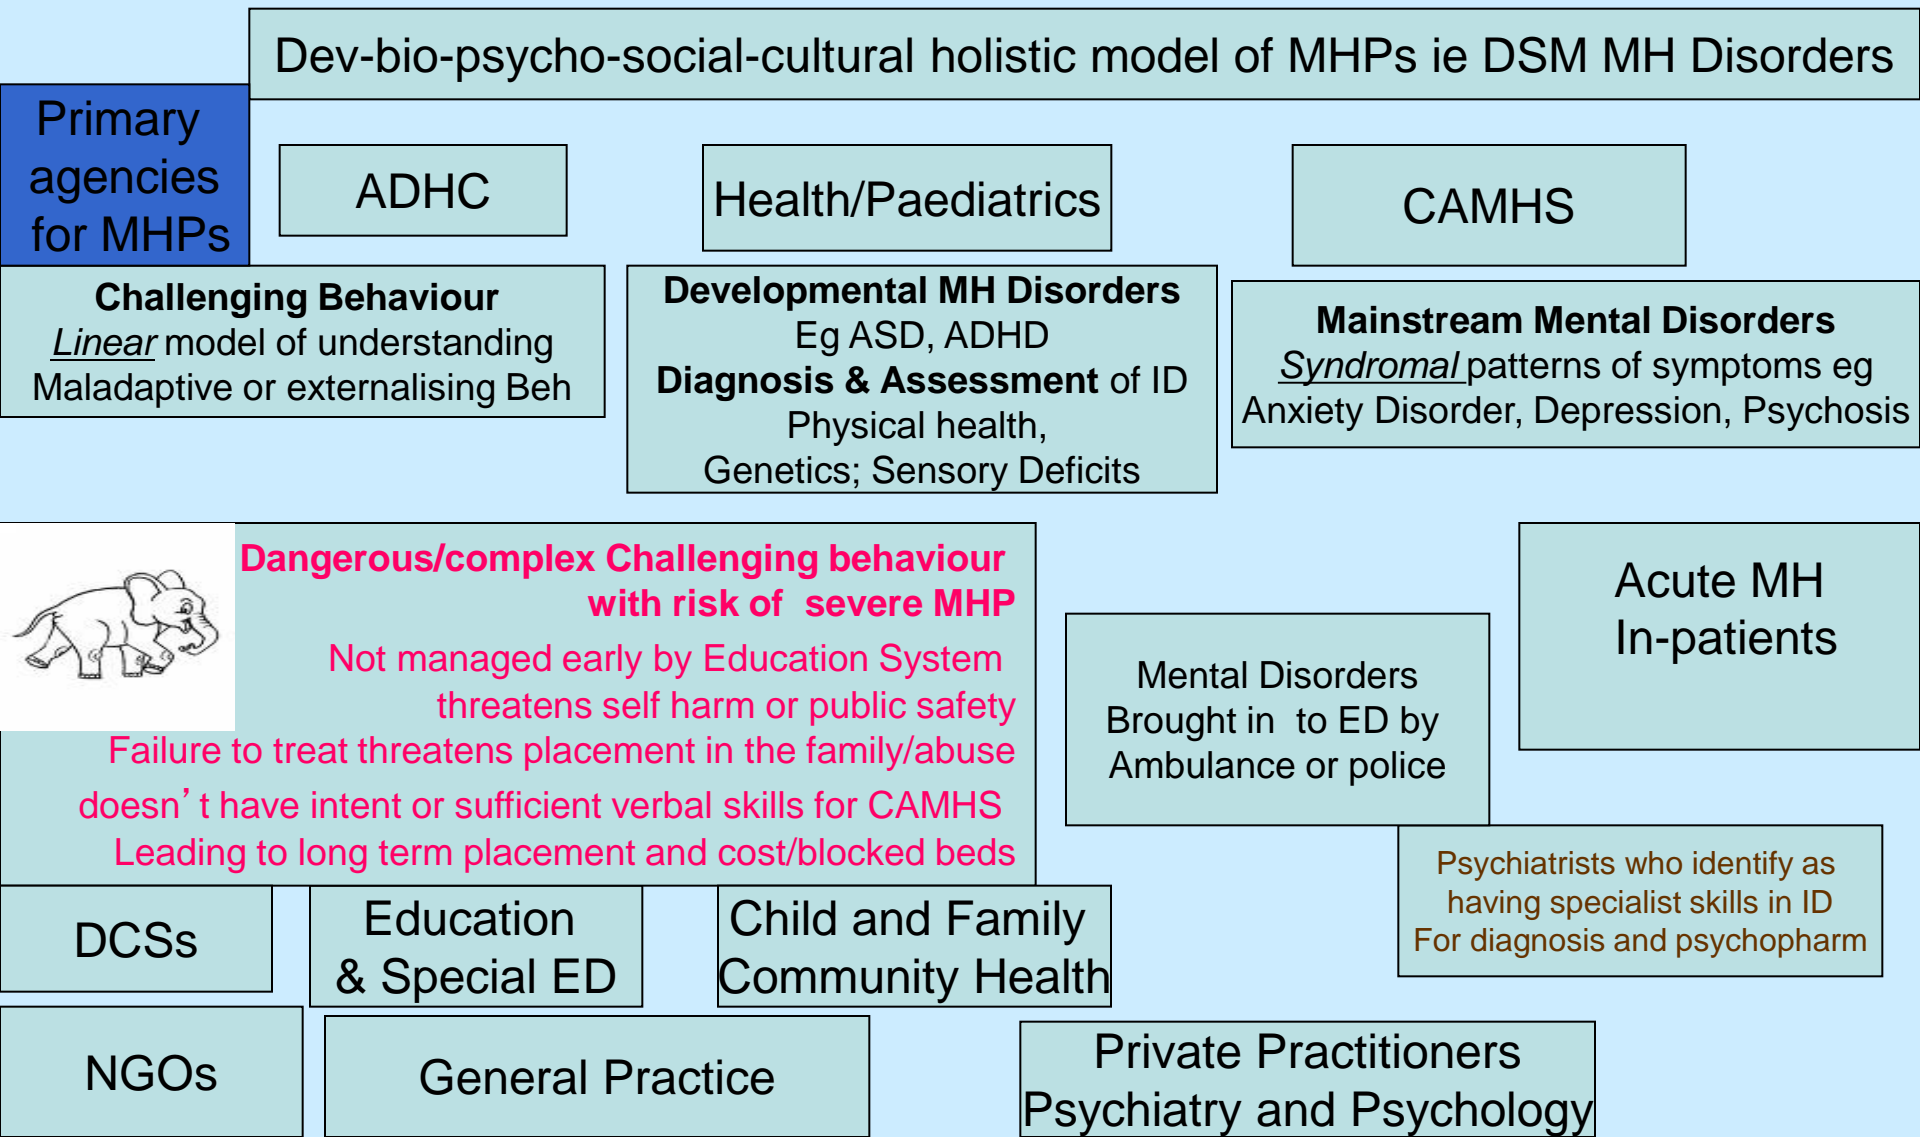 Dev-bio-psycho-social-cultural holistic model of MHPs ie DSM MH Disorders
Primary
agencies
for MHPs
ADHC
Health/Paediatrics
CAMHS
Challenging Behaviour
Linear model of understanding
Maladaptive or externalising Beh
Developmental MH Disorders
Eg ASD, ADHD
Diagnosis & Assessment of ID
Physical health,
Genetics; Sensory Deficits
Mainstream Mental Disorders
Syndromal patterns of symptoms eg
Anxiety Disorder, Depression, Psychosis
Dangerous/complex Challenging behaviour
with risk of  severe MHP
Not managed early by Education System
threatens self harm or public safety
Failure to treat threatens placement in the family/abuse
doesn’t have intent or sufficient verbal skills for CAMHS
Leading to long term placement and cost/blocked beds
Mental Disorders
Brought in  to ED by
Ambulance or police
Acute MH
In-patients
Psychiatrists who identify as
having specialist skills in ID
For diagnosis and psychopharm
DCSs
Education
& Special ED
Child and Family
Community Health
NGOs
General Practice
Private Practitioners
Psychiatry and Psychology